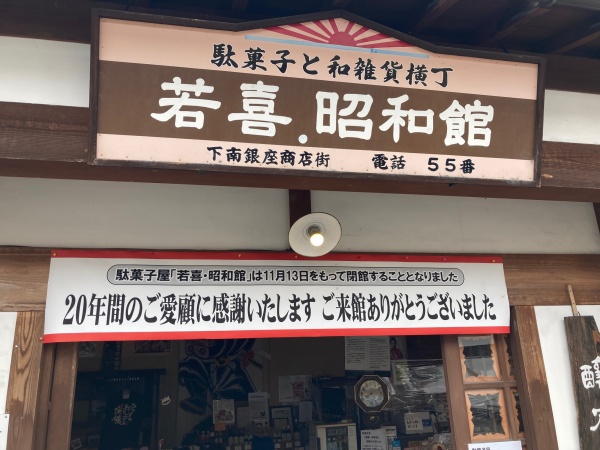 駄菓子と和雑貨横丁
若喜.昭和館
下南銀座商店街 電話 55番
駄菓子屋「若喜・昭和館」は11月13日をもって閉館することとなりました
20年間のご愛顧に感謝いたします ご来館ありがとうございました